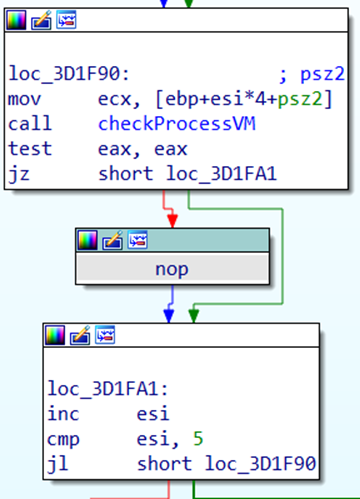 loc_3D1F90: ; psz2
mov ecx, [ebp+esi*4+psz2]
call checkProcessVM
test eax, eax
jz short loc_3D1FA1
nop
loc_3D1FA1:
inc esi
cmp esi, 5
jl short loc_3D1F90